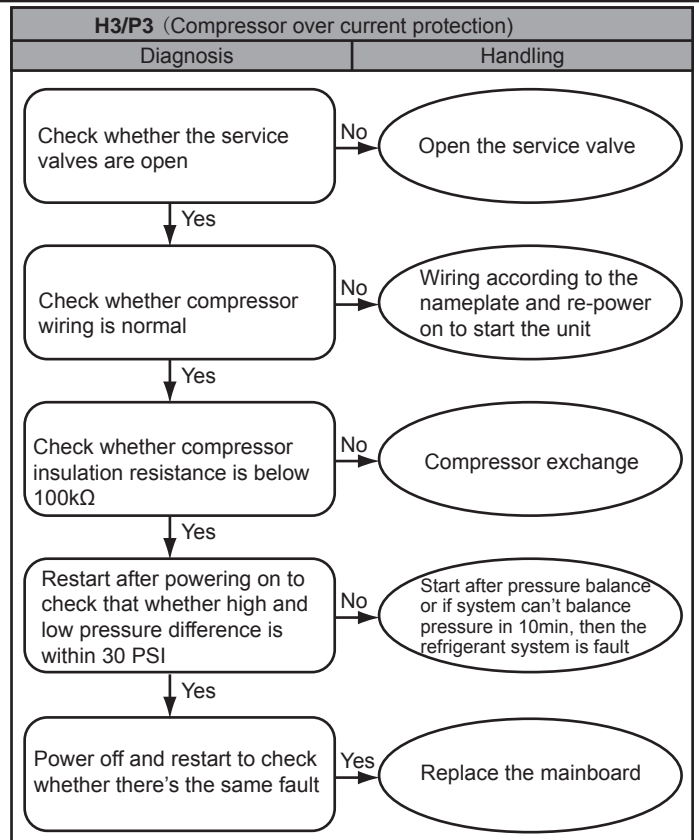 H3/P3（Compressor over current protection)
Diagnosis
Handling
Check whether the service
valves are open
No
Open the service valve
Yes
Check whether compressor
wiring is normal
No
Wiring according to the
nameplate and re-power
on to start the unit
Yes
Check whether compressor
insulation resistance is below
100kΩ
No
Compressor exchange
Yes
Restart after powering on to
check that whether high and
low pressure difference is
within 30 PSI
No
Start after pressure balance
or if system can't balance
pressure in 10min, then the
refrigerant system is fault
Yes
Power off and restart to check
whether there's the same fault
Yes
Replace the mainboard